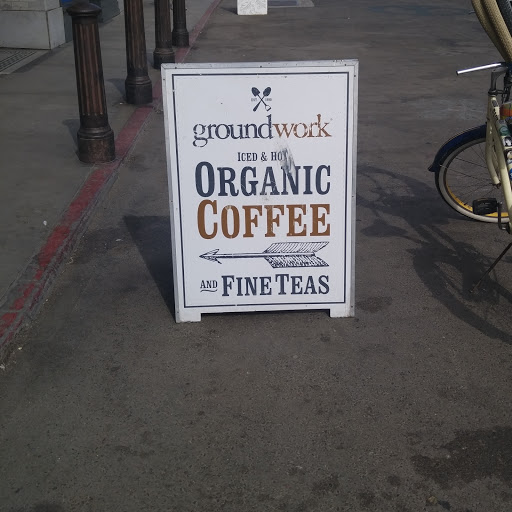 groundwork
ICED & HOT
ORGANIC
COFFEE
AND FINE TEAS